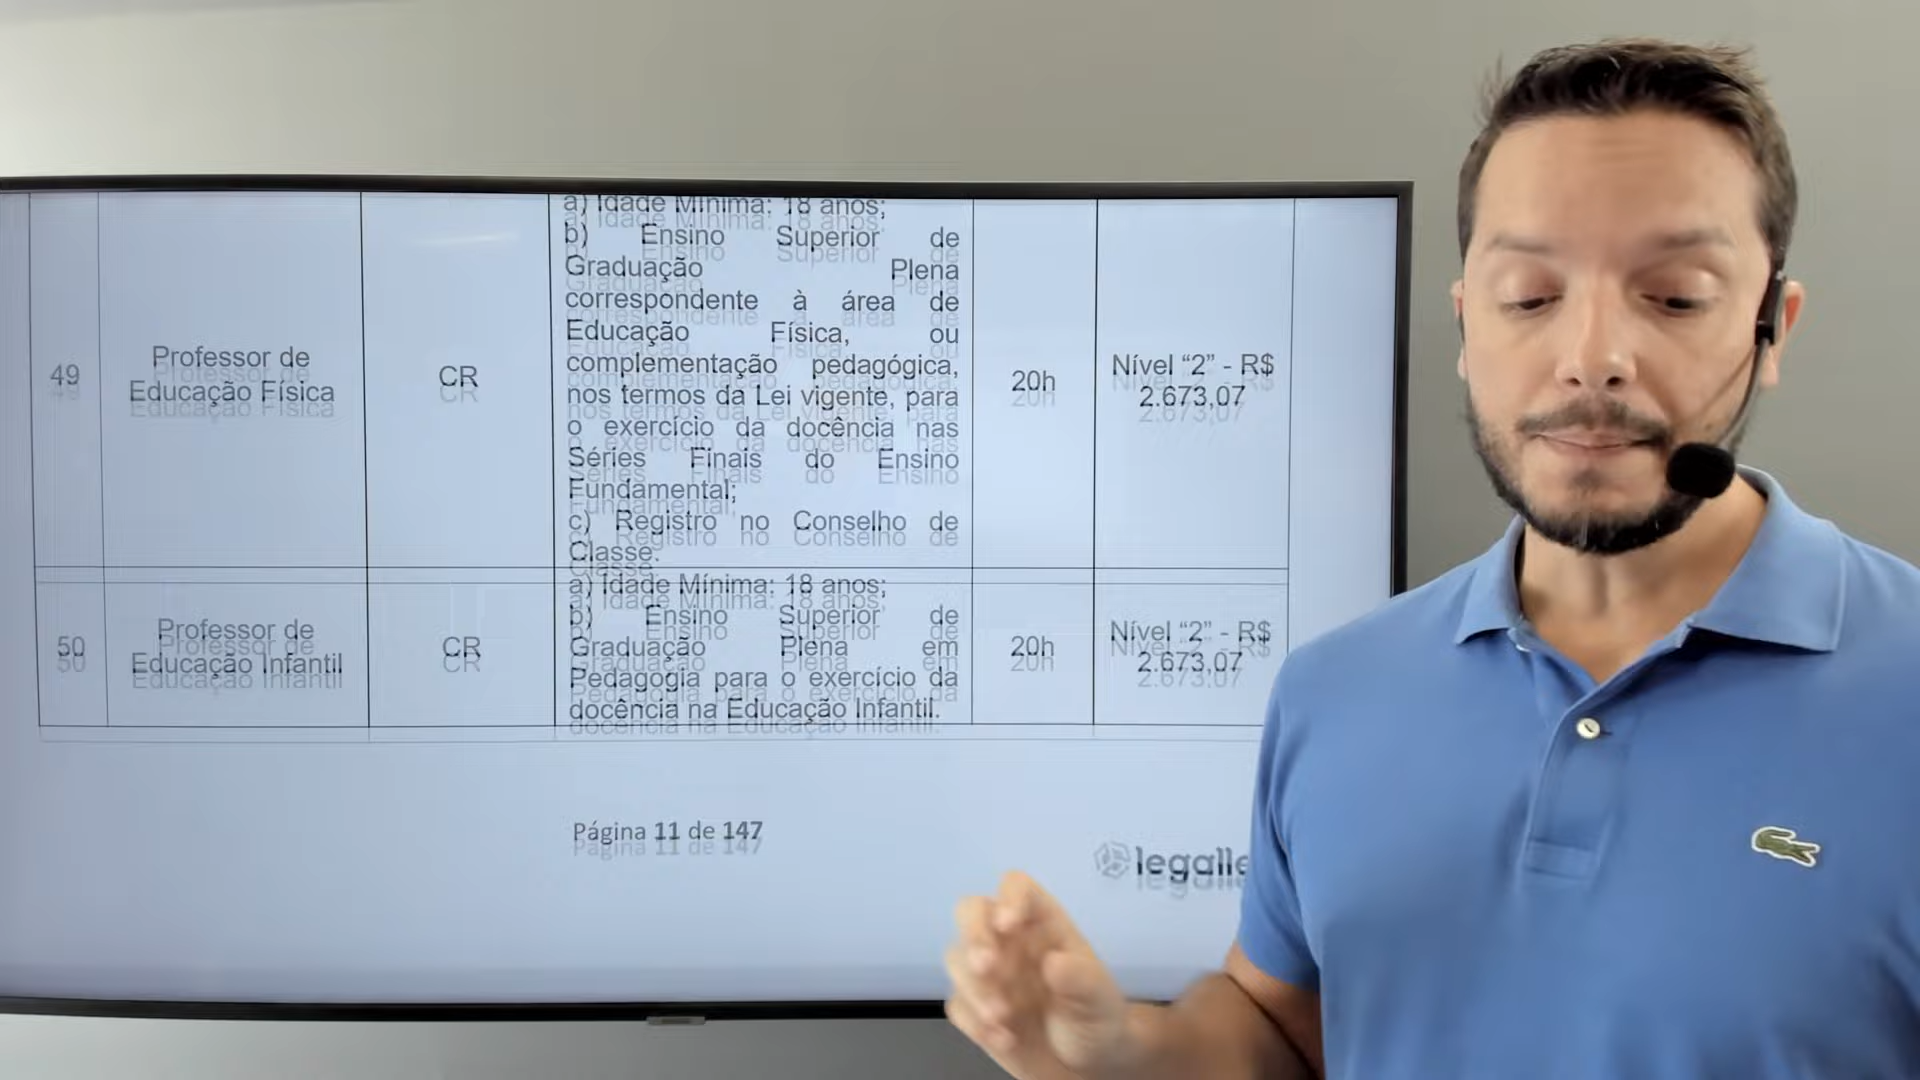 49
Professor de
Educação Física
CR
a) Idade Mínima: 18 anos;
b) Ensino Superior de
Graduação Plena
correspondente à área de
Educação Física, ou
complementação pedagógica,
nos termos da Lei vigente, para
o exercício da docência nas
Séries Finais do Ensino
Fundamental;
c) Registro no Conselho de
Classe.
20h
Nível “2” - R$
2.673,07
50
Professor de
Educação Infantil
CR
a) Idade Mínima: 18 anos;
b) Ensino Superior de
Graduação Plena em
Pedagogia para o exercício da
docência na Educação Infantil.
20h
Nível “2” - R$
2.673,07
Página 11 de 147
legalle